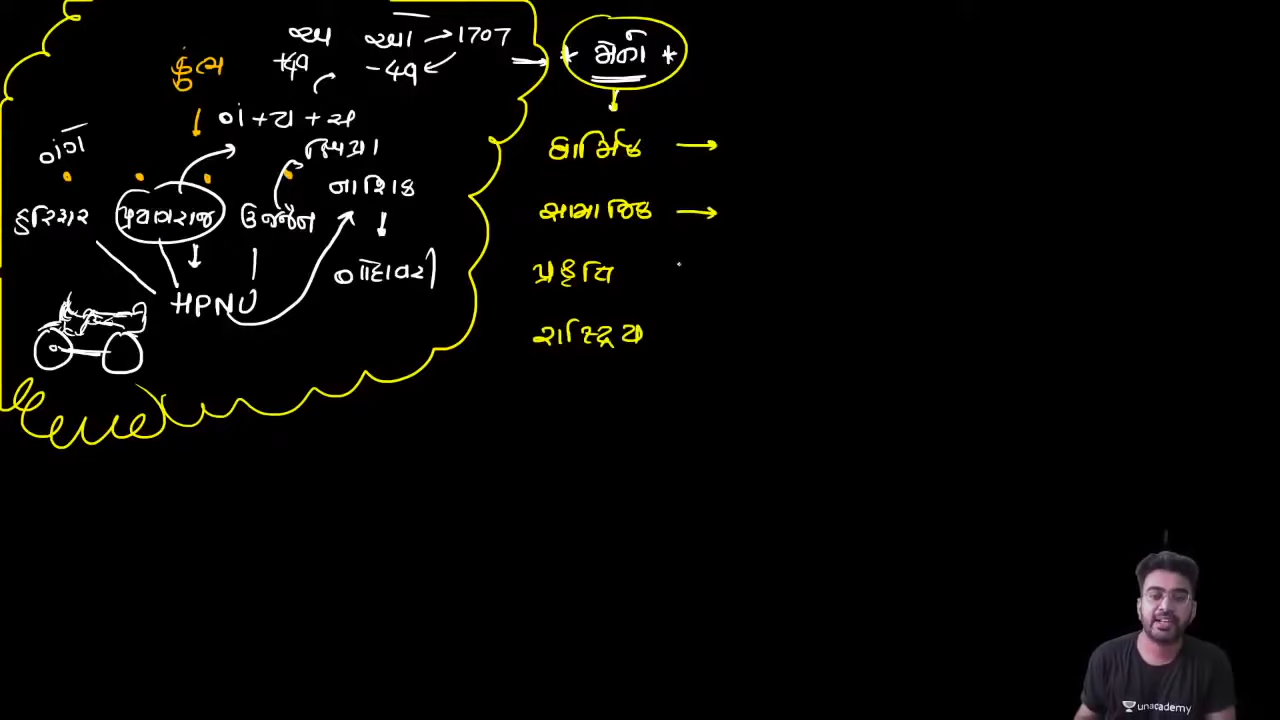 સ્થ સ્થા → 1707
* મેળો *
કુંભ
ગં + ય + સ
ગંગા
ક્ષિપ્રા
ધાર્મિક →
નાશિક
હરિદ્વાર પ્રયાગરાજ ઉજ્જૈન
સામાજિક →
ગોદાવરી
પ્રકૃતિ
HPNU
રાષ્ટ્રિય
unacademy